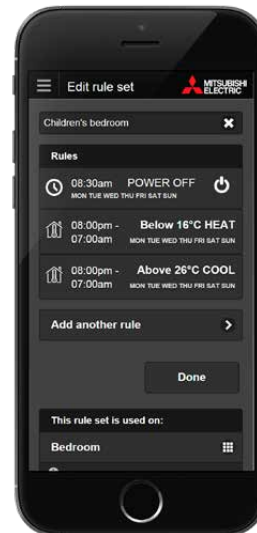 Edit rule set
MITSUBISHI
ELECTRIC
Children's bedroom
Rules
08:30am POWER OFF
MON TUE WED THU FRI SAT SUN
08:00pm - Below 16°C HEAT
07:00am MON TUE WED THU FRI SAT SUN
08:00pm - Above 26°C COOL
07:00am MON TUE WED THU FRI SAT SUN
Add another rule
Done
This rule set is used on:
Bedroom